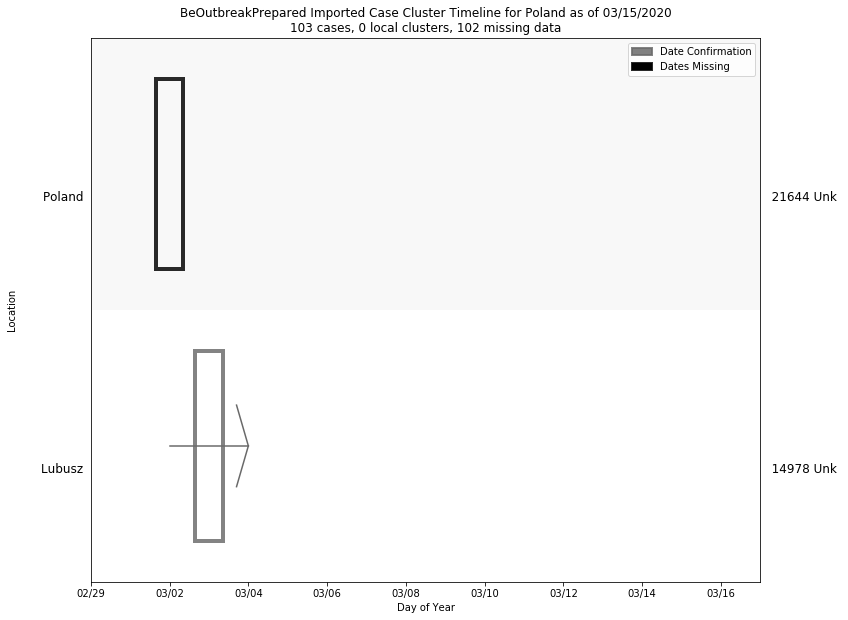 BeOutbreakPrepared Imported Case Cluster Timeline for Poland as of 03/15/2020
103 cases, 0 local clusters, 102 missing data
Date Confirmation
Dates Missing
Poland
21644 Unk
Location
Lubusz
14978 Unk
02/29 03/02 03/04 03/06 03/08 03/10 03/12 03/14 03/16
Day of Year